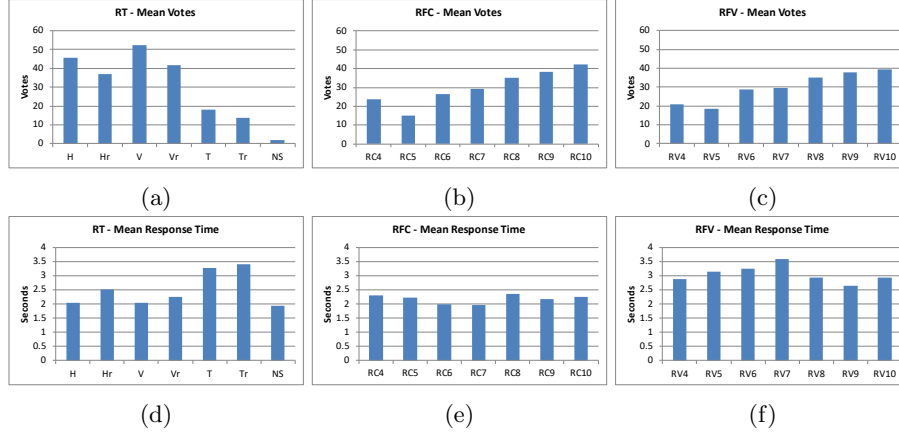 RT - Mean Votes
60
50
40
30
20
10
0
Votes
H Hr V Vr T Tr NS
(a)
RFC - Mean Votes
60
50
40
30
20
10
0
Votes
RC4 RC5 RC6 RC7 RC8 RC9 RC10
(b)
RFV - Mean Votes
60
50
40
30
20
10
0
Votes
RV4 RV5 RV6 RV7 RV8 RV9 RV10
(c)
RT - Mean Response Time
4
3.5
3
2.5
2
1.5
1
0.5
0
Seconds
H Hr V Vr T Tr NS
(d)
RFC - Mean Response Time
4
3.5
3
2.5
2
1.5
1
0.5
0
Seconds
RC4 RC5 RC6 RC7 RC8 RC9 RC10
(e)
RFV - Mean Response Time
4
3.5
3
2.5
2
1.5
1
0.5
0
Seconds
RV4 RV5 RV6 RV7 RV8 RV9 RV10
(f)